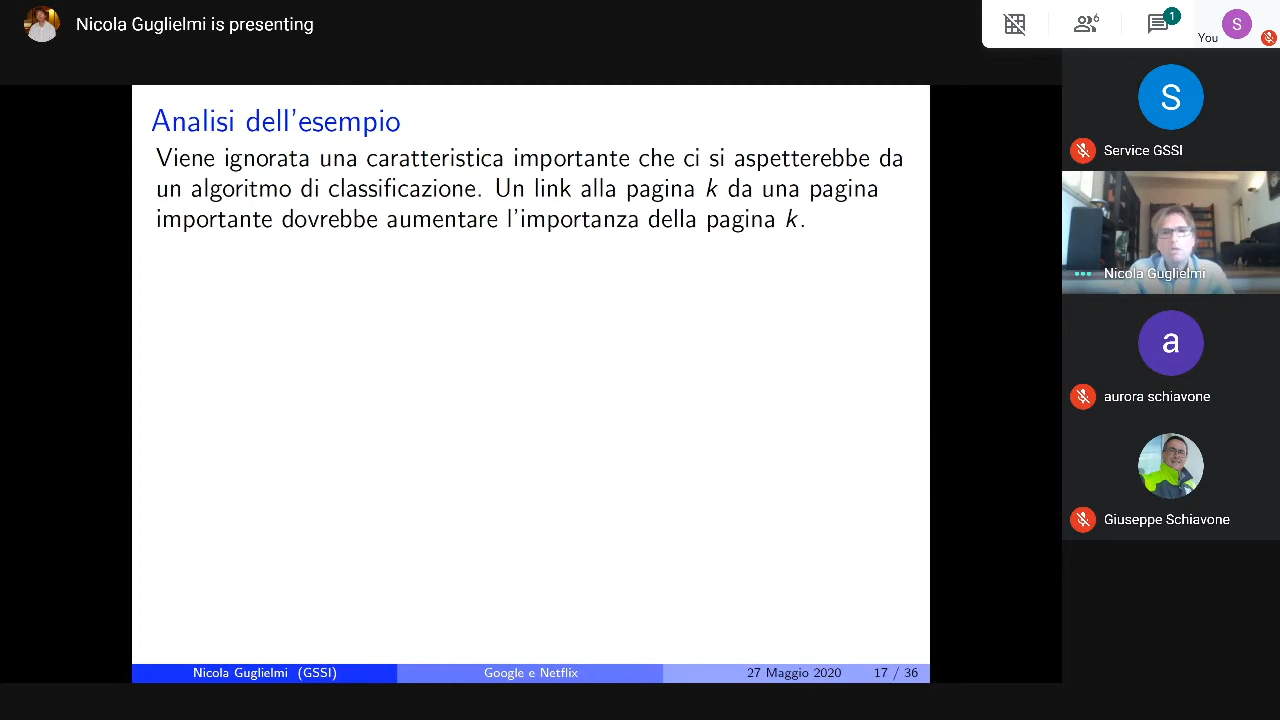 Nicola Guglielmi is presenting
6
1
You
S
Analisi dell'esempio
Viene ignorata una caratteristica importante che ci si aspetterebbe da
un algoritmo di classificazione. Un link alla pagina k da una pagina
importante dovrebbe aumentare l'importanza della pagina k.
S
Service GSSI
Nicola Guglielmi
a
aurora schiavone
Giuseppe Schiavone
Nicola Guglielmi (GSSI)
Google e Netflix
27 Maggio 2020
17 / 36